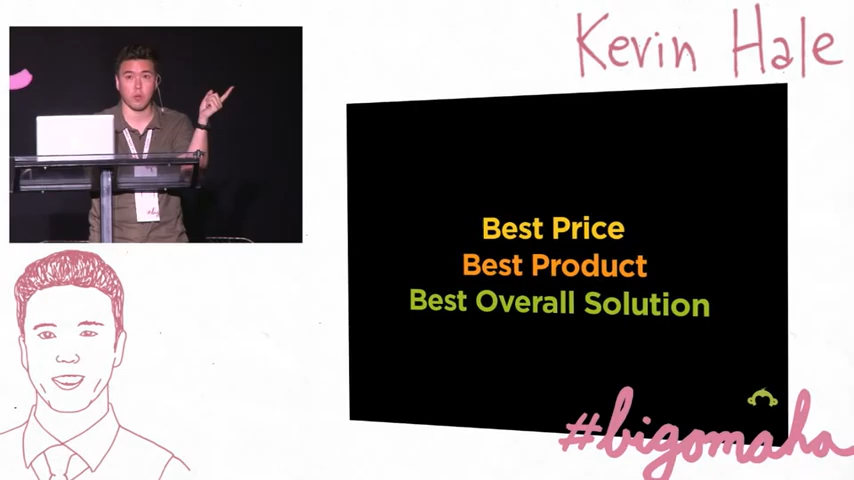 Kevin Hale
Best Price
Best Product
Best Overall Solution
#bigomaha